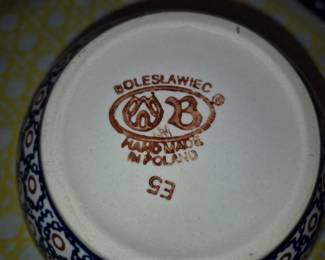 BOLESŁAWIEC ®
B
HAND MADE
IN POLAND
E5